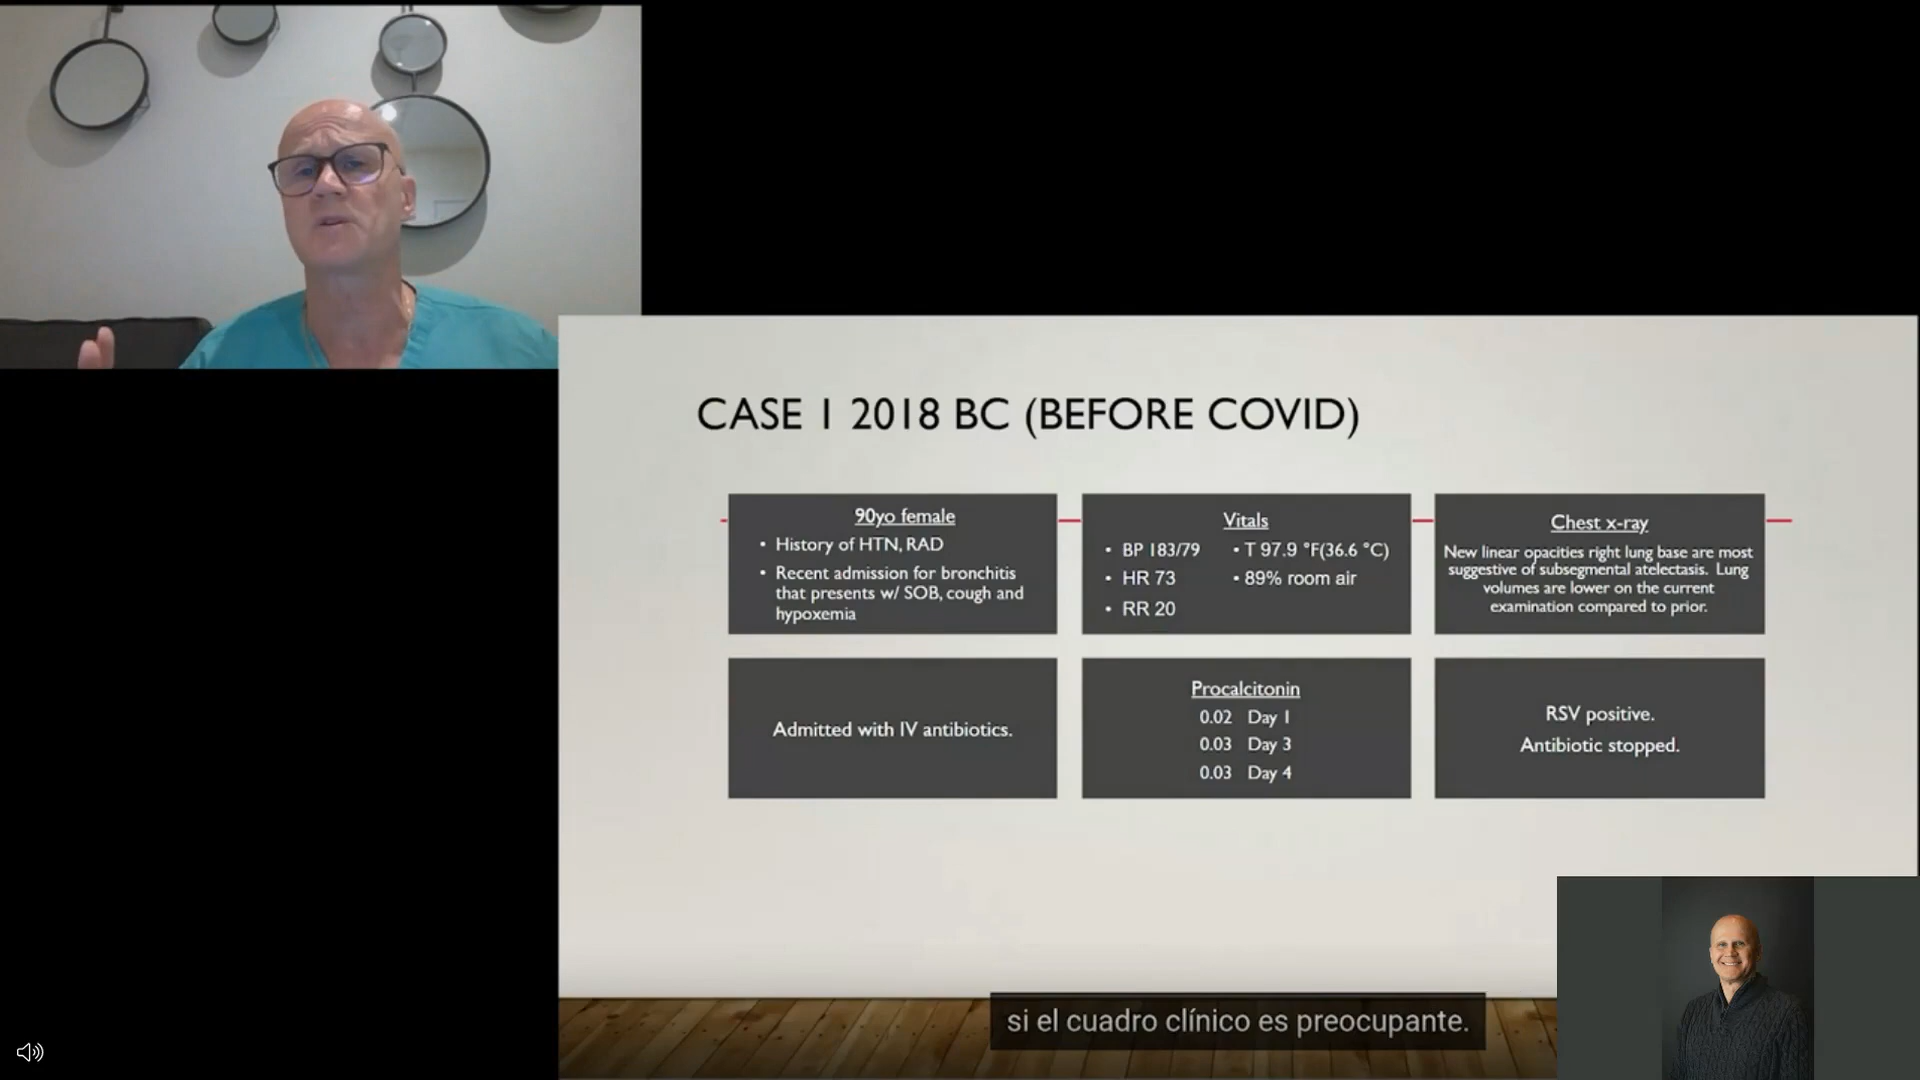 CASE 1 2018 BC (BEFORE COVID)
90yo female
• History of HTN, RAD
• Recent admission for bronchitis
that presents w/ SOB, cough and
hypoxemia
Vitals
• BP 183/79
• HR 73
• RR 20
• T 97.9 °F(36.6 °C)
• 89% room air
Chest x-ray
New linear opacities right lung base are most
suggestive of subsegmental atelectasis. Lung
volumes are lower on the current
examination compared to prior.
Admitted with IV antibiotics.
Procalcitonin
0.02 Day 1
0.03 Day 3
0.03 Day 4
RSV positive.
Antibiotic stopped.
si el cuadro clínico es preocupante.